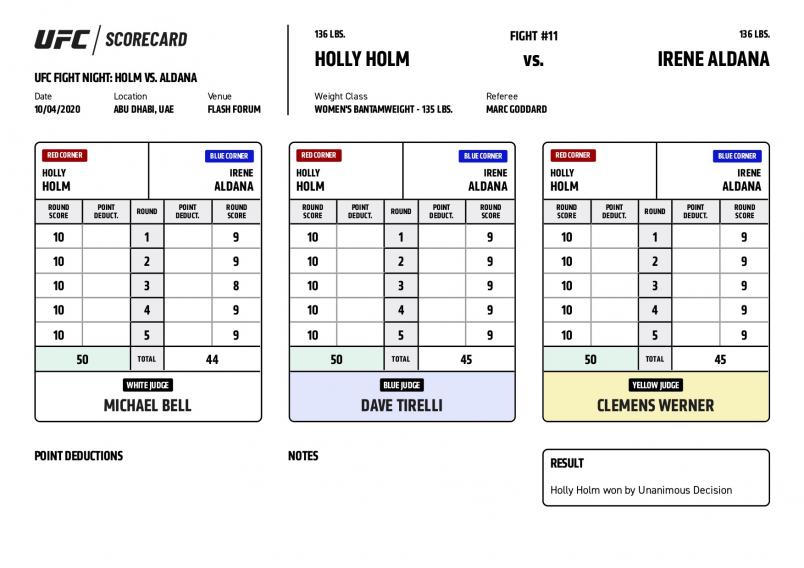 UFC / SCORECARD
UFC FIGHT NIGHT: HOLM VS. ALDANA
Date Location Venue
10/04/2020 ABU DHABI, UAE FLASH FORUM
136 LBS. FIGHT #11 136 LBS.
HOLLY HOLM vs. IRENE ALDANA
Weight Class Referee
WOMEN'S BANTAMWEIGHT - 135 LBS. MARC GODDARD
RED CORNER BLUE CORNER
HOLLY IRENE
HOLM ALDANA
ROUND SCORE POINT DEDUCT. ROUND POINT DEDUCT. ROUND SCORE
10 1 9
10 2 9
10 3 8
10 4 9
10 5 9
50 TOTAL 44
WHITE JUDGE
MICHAEL BELL
RED CORNER BLUE CORNER
HOLLY IRENE
HOLM ALDANA
ROUND SCORE POINT DEDUCT. ROUND POINT DEDUCT. ROUND SCORE
10 1 9
10 2 9
10 3 9
10 4 9
10 5 9
50 TOTAL 45
BLUE JUDGE
DAVE TIRELLI
RED CORNER BLUE CORNER
HOLLY IRENE
HOLM ALDANA
ROUND SCORE POINT DEDUCT. ROUND POINT DEDUCT. ROUND SCORE
10 1 9
10 2 9
10 3 9
10 4 9
10 5 9
50 TOTAL 45
YELLOW JUDGE
CLEMENS WERNER
POINT DEDUCTIONS
NOTES
RESULT
Holly Holm won by Unanimous Decision